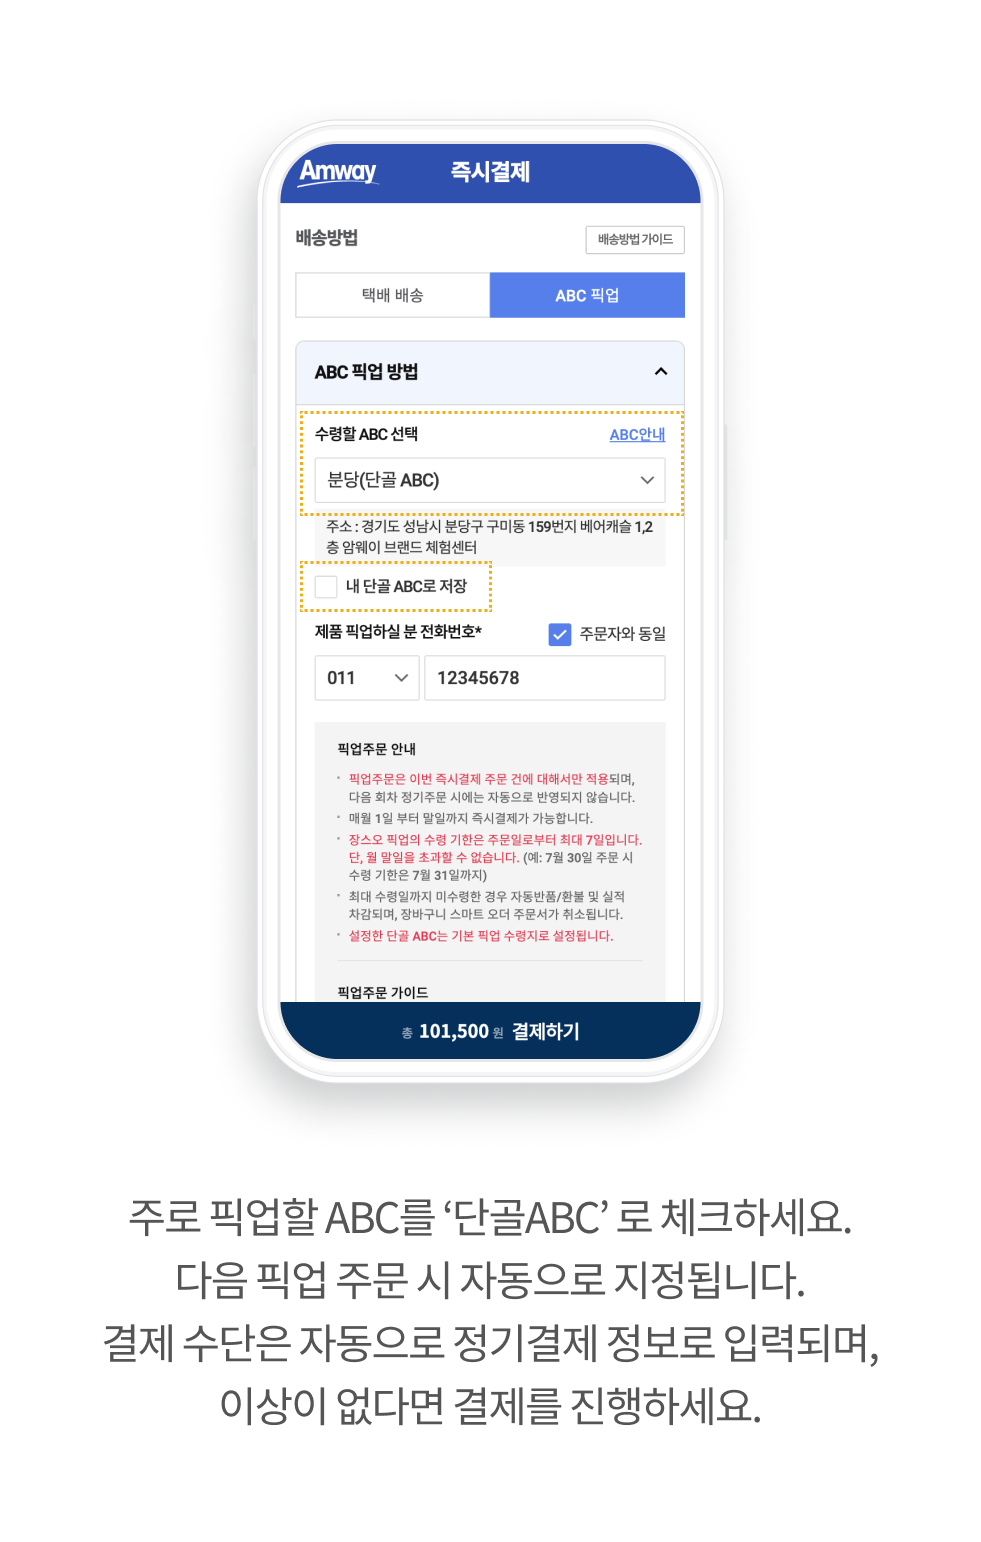 Amway 즉시결제
배송방법 배송방법 가이드
택배 배송 ABC 픽업
ABC 픽업 방법
수령할 ABC 선택 ABC안내
분당(단골 ABC)
주소 : 경기도 성남시 분당구 구미동 159번지 베어캐슬 1,2
층 암웨이 브랜드 체험센터
내 단골 ABC로 저장
제품 픽업하실 분 전화번호* 주문자와 동일
011 12345678
픽업주문 안내
· 픽업주문은 이번 즉시결제 주문 건에 대해서만 적용되며,
다음 회차 정기주문 시에는 자동으로 반영되지 않습니다.
· 매월 1일 부터 말일까지 즉시결제가 가능합니다.
· 장스오 픽업의 수령 기한은 주문일로부터 최대 7일입니다.
단, 월 말일을 초과할 수 없습니다. (예: 7월 30일 주문 시
수령 기한은 7월 31일까지)
· 최대 수령일까지 미수령한 경우 자동반품/환불 및 실적
차감되며, 장바구니 스마트 오더 주문서가 취소됩니다.
· 설정한 단골 ABC는 기본 픽업 수령지로 설정됩니다.
픽업주문 가이드
총 101,500 원 결제하기
주로 픽업할 ABC를 ‘단골ABC’ 로 체크하세요.
다음 픽업 주문 시 자동으로 지정됩니다.
결제 수단은 자동으로 정기결제 정보로 입력되며,
이상이 없다면 결제를 진행하세요.